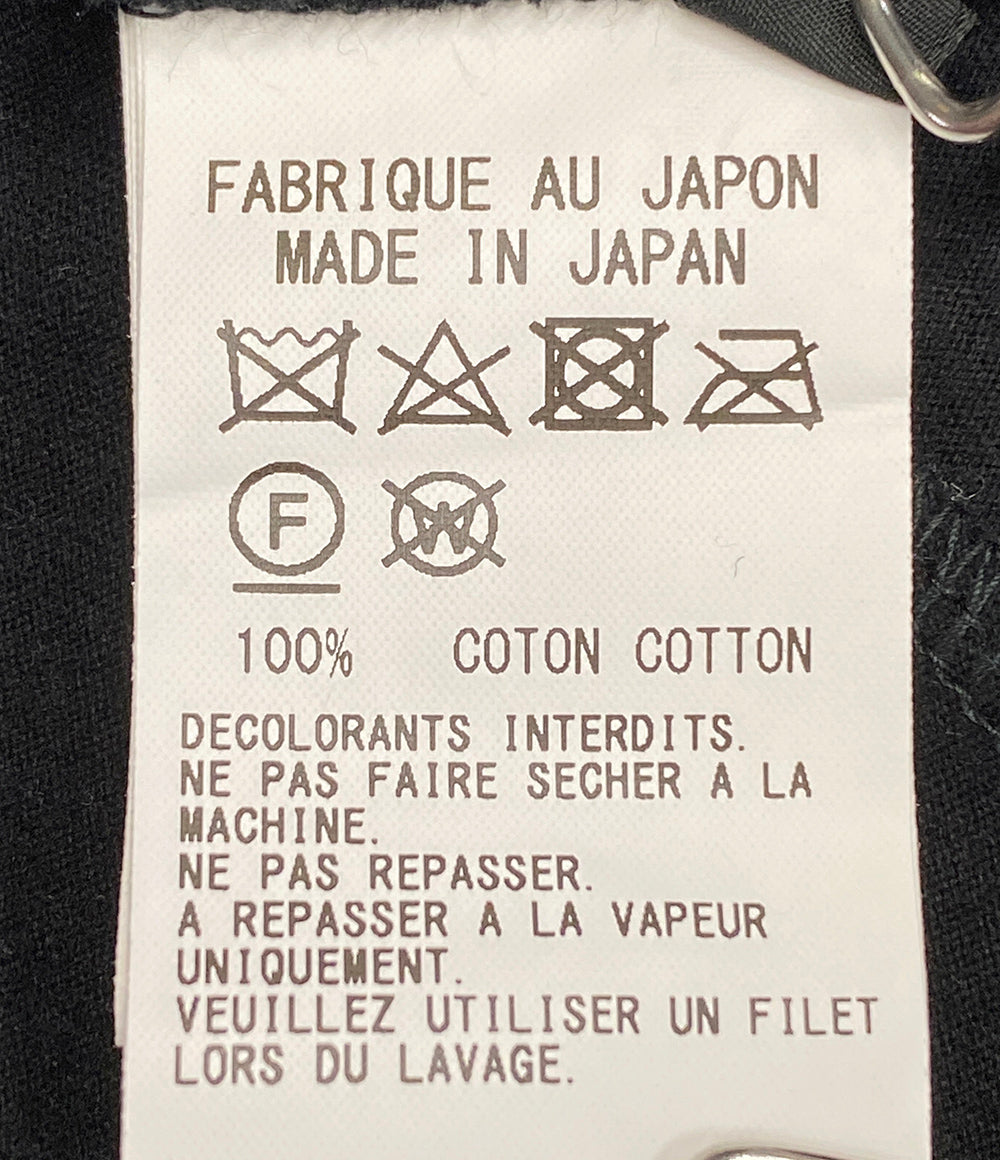 FABRIQUE AU JAPON
MADE IN JAPAN
F W
100% COTON COTTON
DECOLORANTS INTERDITS.
NE PAS FAIRE SECHER A LA
MACHINE.
NE PAS REPASSER.
A REPASSER A LA VAPEUR
UNIQUEMENT.
VEUILLEZ UTILISER UN FILET
LORS DU LAVAGE.